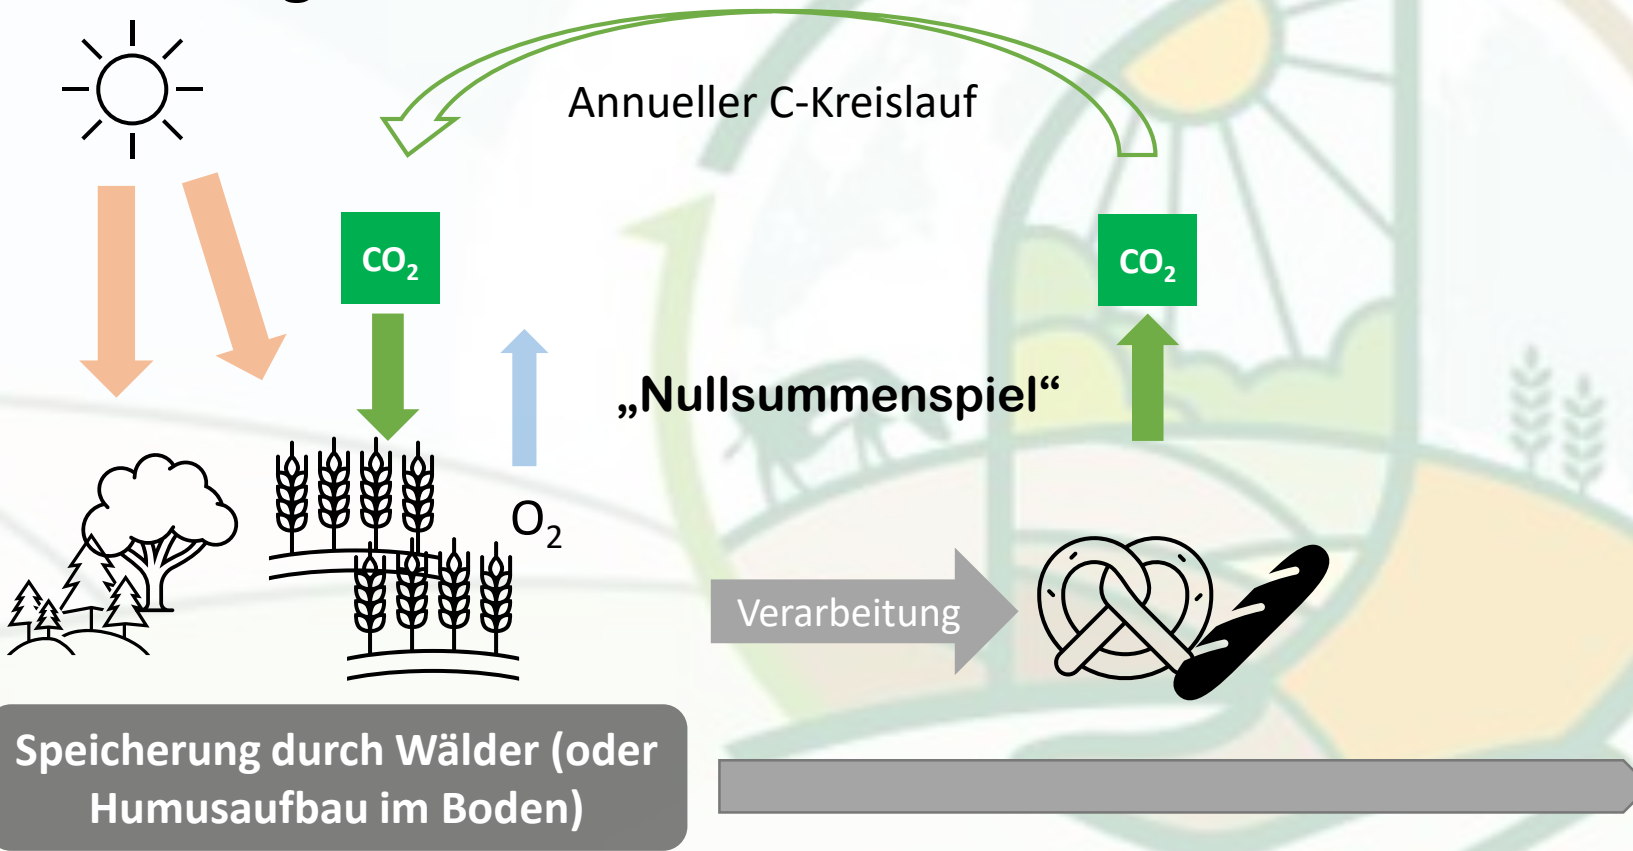 Annueller C-Kreislauf
CO₂
CO₂
„Nullsummenspiel“
O₂
Verarbeitung
Speicherung durch Wälder (oder
Humusaufbau im Boden)